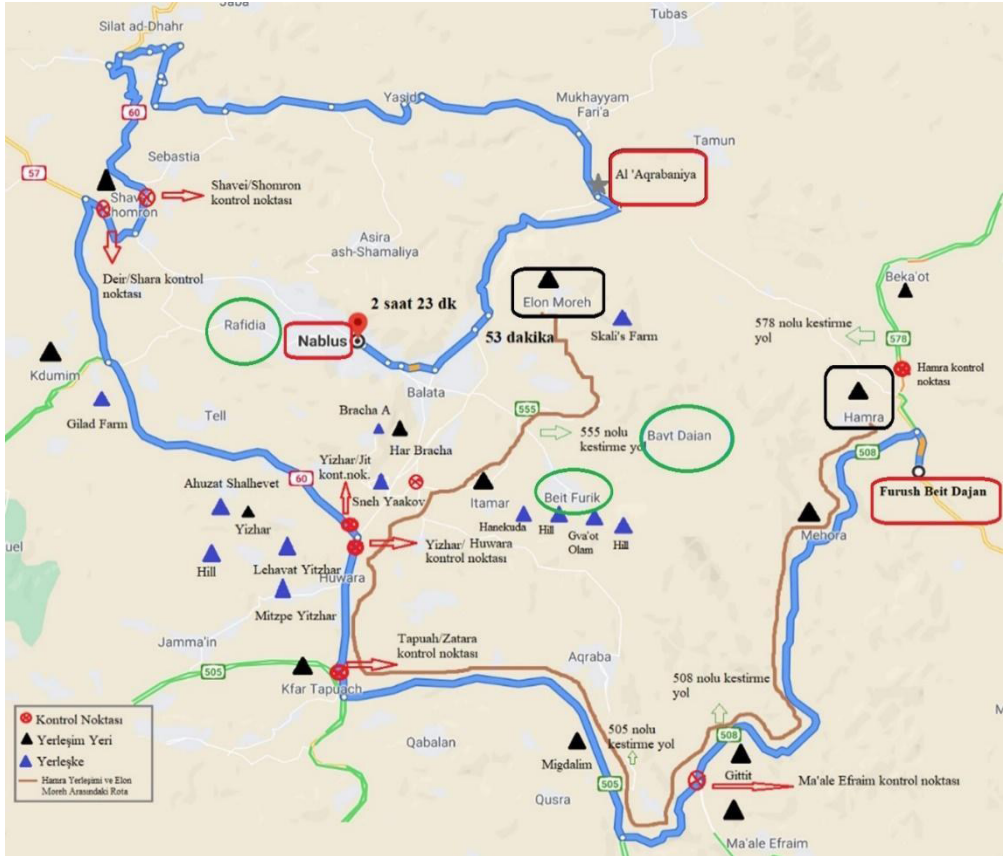 Jaba
Silat ad-Dhahr
Tubas
Yasid
Mukhayyam
Fari'a
60
Tamun
Sebastia
57
Al 'Aqrabaniya
Shavei/Shomron
kontrol noktası
Shavei
Shomron
Asira
ash-Shamaliya
Deir/Shara kontrol
noktası
Beka'ot
2 saat 23 dk
Elon Moreh
Rafidia
Nablus
53 dakika
Skali's Farm
578 nolu kestirme
yol
578
Hamra kontrol
noktası
Kdumim
Balata
Hamra
Gilad Farm
Tell
Bracha A
555
555 nolu
kestirme yol
Bayt Dajan
508
Har Bracha
Yizhar/Jit
kont.nok.
60
Sneh Yaakov
Itamar
Beit Furik
Furush Beit Dajan
Ahuzat Shalhevet
Yizhar
Hanekuda
Hill
Gva'ot
Olam
Hill
Mehora
Yizhar/
Huwara
kontrol noktası
Hill
Lehavat Yitzhar
Huwara
Mitzpe Yitzhar
Jamma'in
Tapuah/Zatara
kontrol noktası
Aqraba
505
Kfar Tapuach
508 nolu kestirme
yol
Kontrol Noktası
Yerleşim Yeri
Yerleşke
Hamra Yerleşimi ve Elon
Moreh Arasındaki Rota
Qabalan
505 nolu
kestirme yol
508
Migdalim
Gittit
505
Ma'ale Efraim kontrol noktası
Qusra
Ma'ale Efraim
uel
M